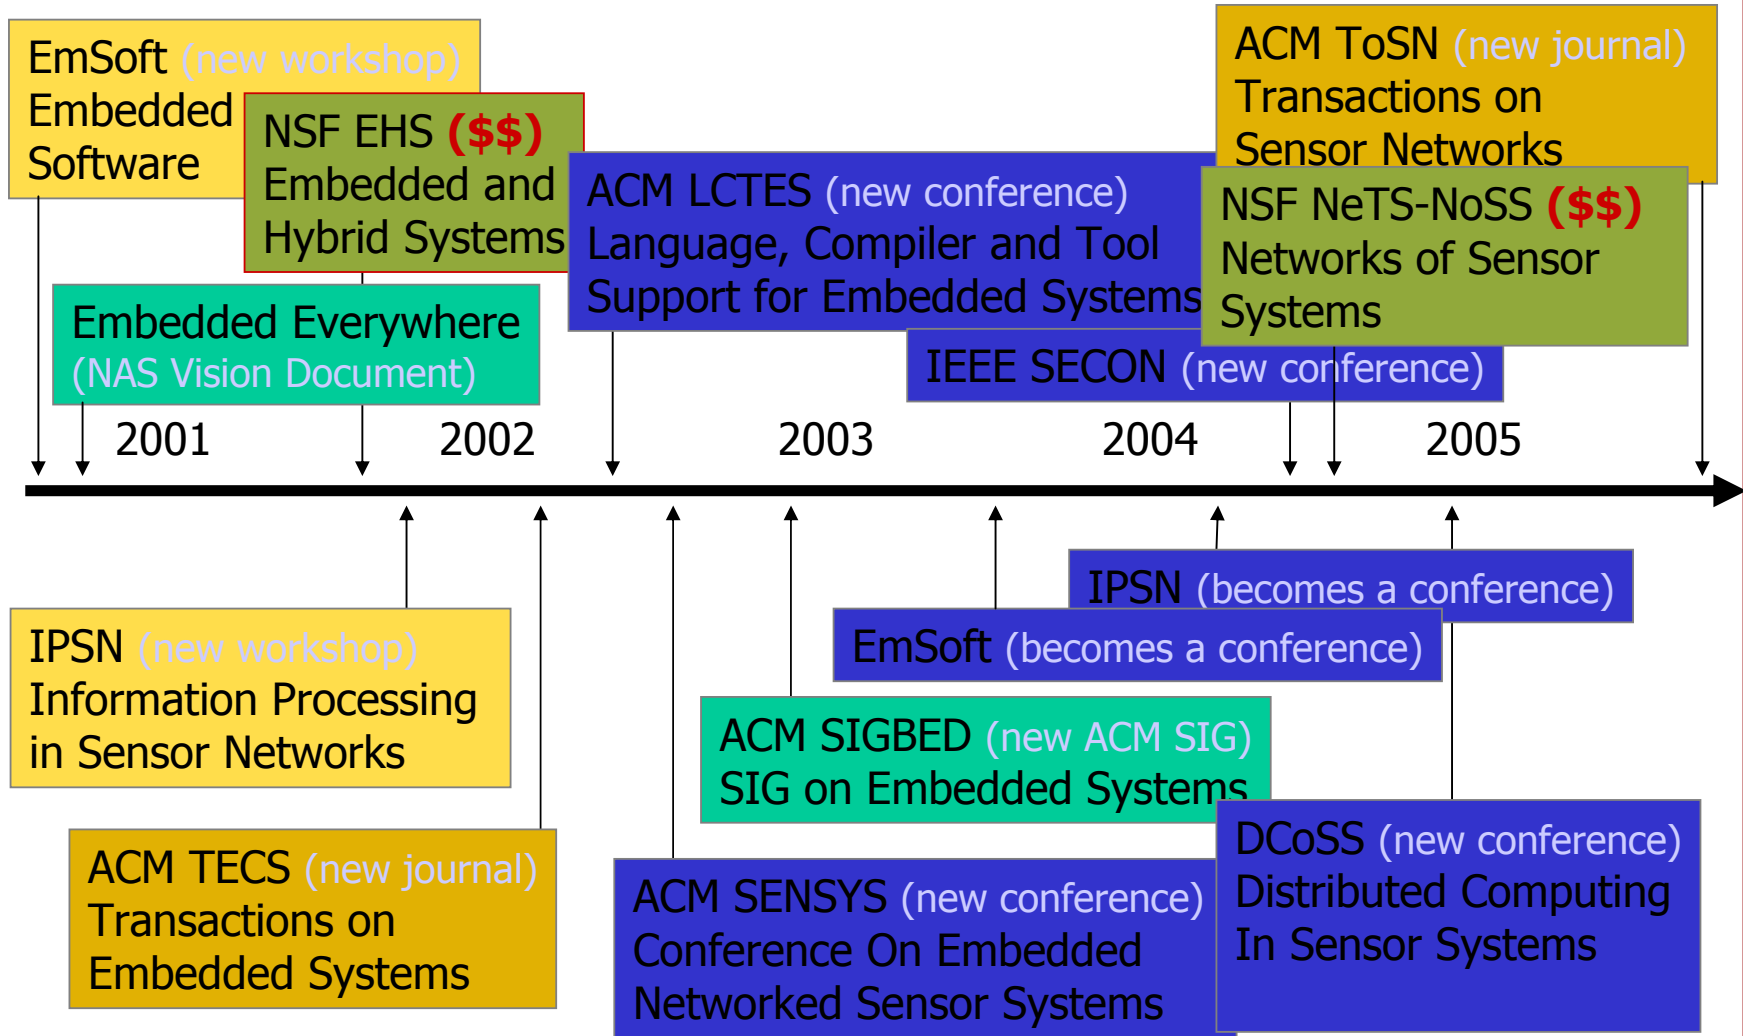 EmSoft (new workshop)
Embedded
Software
NSF EHS ($$)
Embedded and
Hybrid Systems
ACM LCTES (new conference)
Language, Compiler and Tool
Support for Embedded Systems
ACM ToSN (new journal)
Transactions on
Sensor Networks
NSF NeTS-NoSS ($$)
Networks of Sensor
Systems
Embedded Everywhere
(NAS Vision Document)
IEEE SECON (new conference)
2001 2002 2003 2004 2005
IPSN (becomes a conference)
EmSoft (becomes a conference)
IPSN (new workshop)
Information Processing
in Sensor Networks
ACM SIGBED (new ACM SIG)
SIG on Embedded Systems
ACM TECS (new journal)
Transactions on
Embedded Systems
ACM SENSYS (new conference)
Conference On Embedded
Networked Sensor Systems
DCoSS (new conference)
Distributed Computing
In Sensor Systems